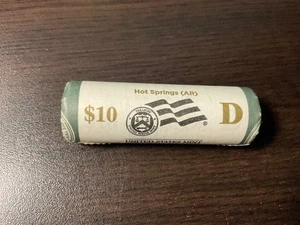 Hot Springs (AR)
$10 D
UNITED STATES MINT